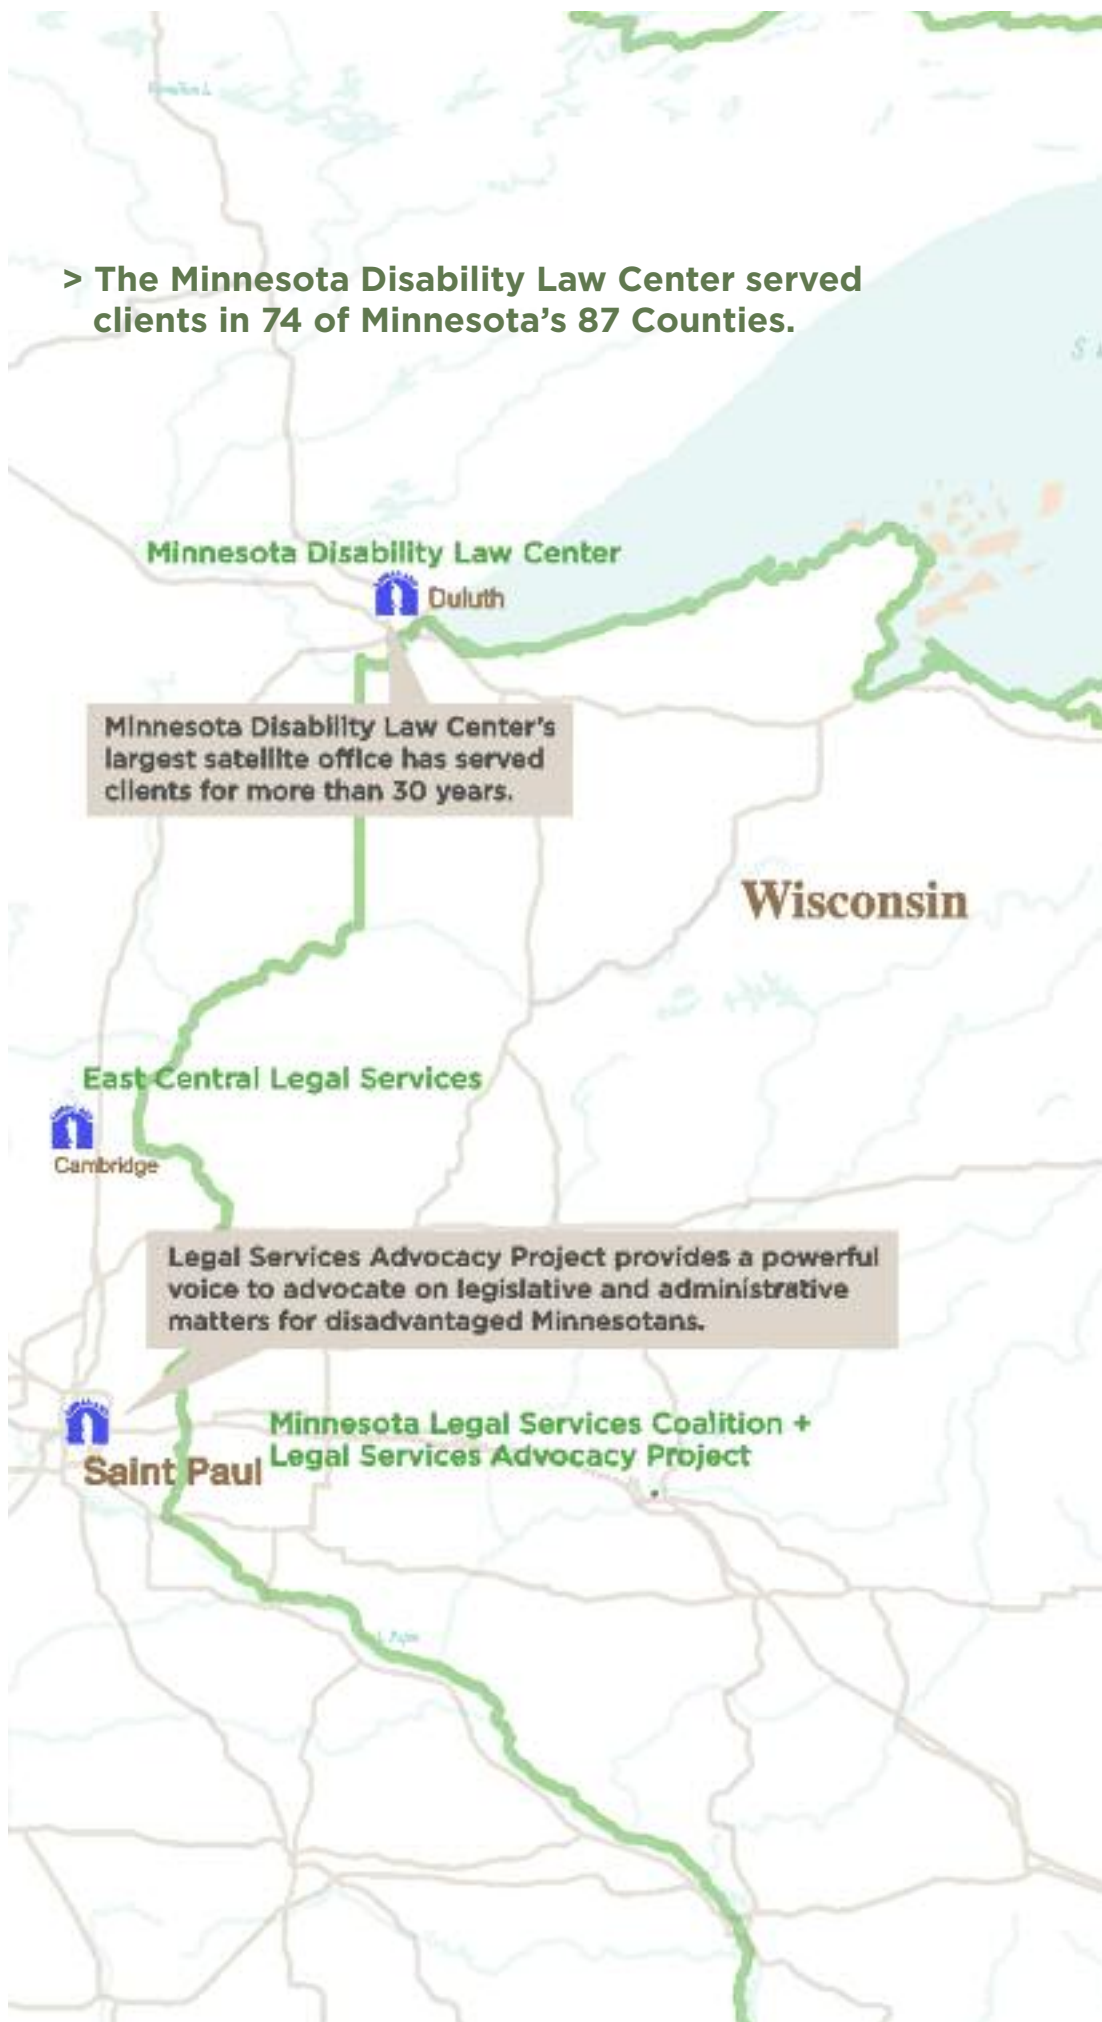 > The Minnesota Disability Law Center served
clients in 74 of Minnesota's 87 Counties.
Minnesota Disability Law Center
Duluth
Minnesota Disability Law Center's
largest satellite office has served
clients for more than 30 years.
Wisconsin
East Central Legal Services
Cambridge
Legal Services Advocacy Project provides a powerful
voice to advocate on legislative and administrative
matters for disadvantaged Minnesotans.
Minnesota Legal Services Coalition +
Legal Services Advocacy Project
Saint Paul